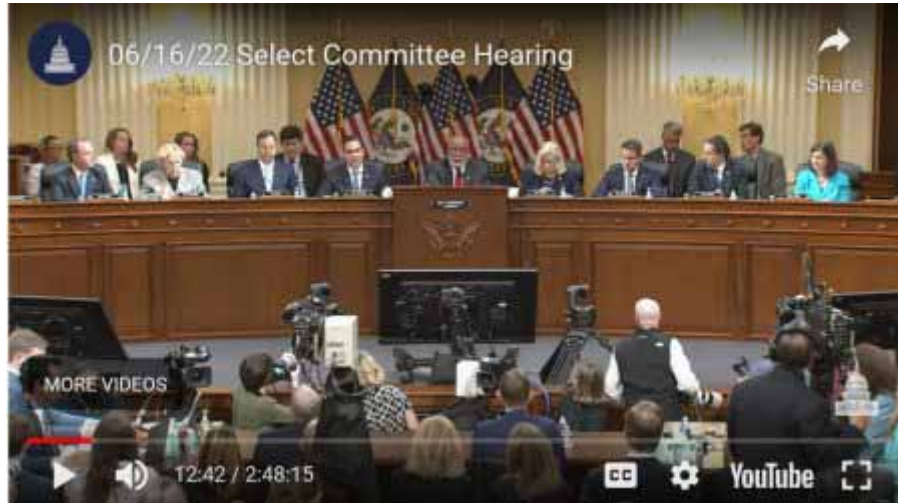 06/16/22 Select Committee Hearing
Share
MORE VIDEOS
12:42 / 2:48:15
CC
YouTube